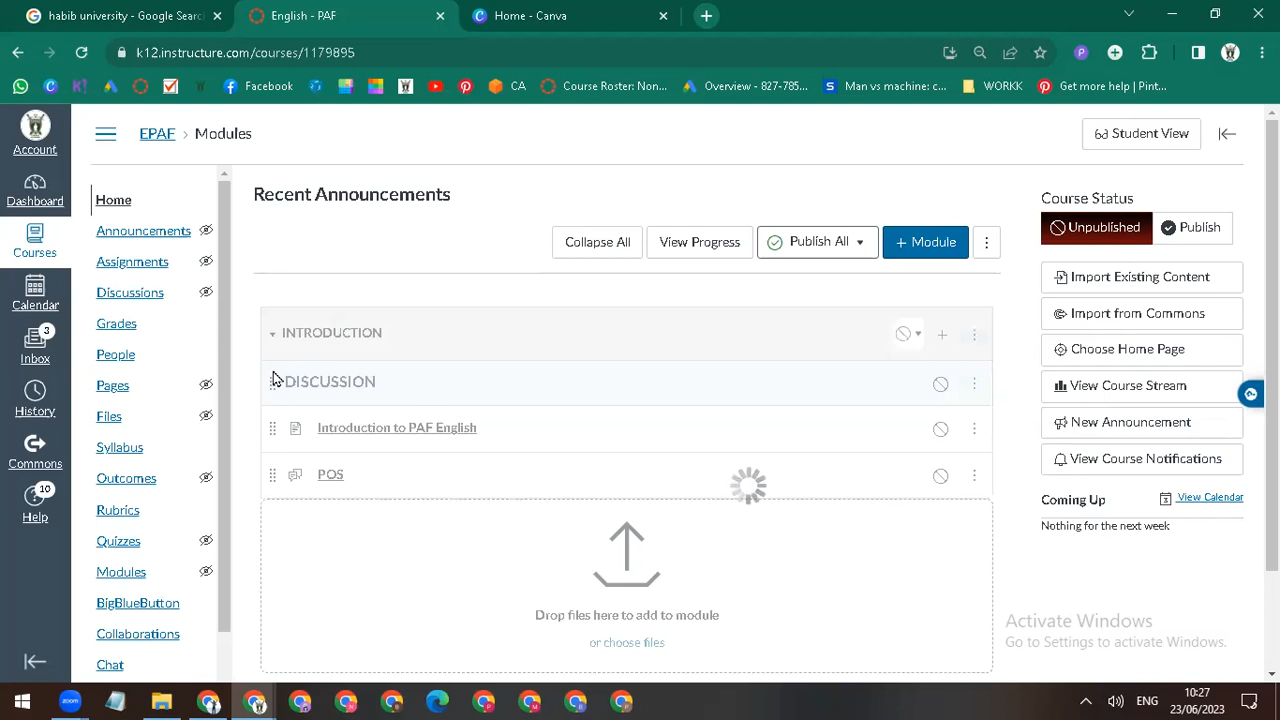 habib university - Google Searc
English - PAF
Home - Canva
k12.instructure.com/courses/1179895
Facebook
CA
Course Roster: Non...
Overview - 827-785...
Man vs machine: c...
WORKK
Get more help | Pint...
EPAF > Modules
Student View
Account
Dashboard
Courses
Calendar
3
Inbox
History
Commons
10
Help
Home
Announcements
Assignments
Discussions
Grades
People
Pages
Files
Syllabus
Outcomes
Rubrics
Quizzes
Modules
BigBlueButton
Collaborations
Chat
Recent Announcements
Collapse All
View Progress
Publish All
+ Module
INTRODUCTION
DISCUSSION
Introduction to PAF English
POS
Drop files here to add to module
or choose files
Course Status
Unpublished
Publish
Import Existing Content
Import from Commons
Choose Home Page
View Course Stream
New Announcement
View Course Notifications
Coming Up
View Calendar
Nothing for the next week
Activate Windows
Go to Settings to activate Windows.
zoom
ENG
10:27
23/06/2023